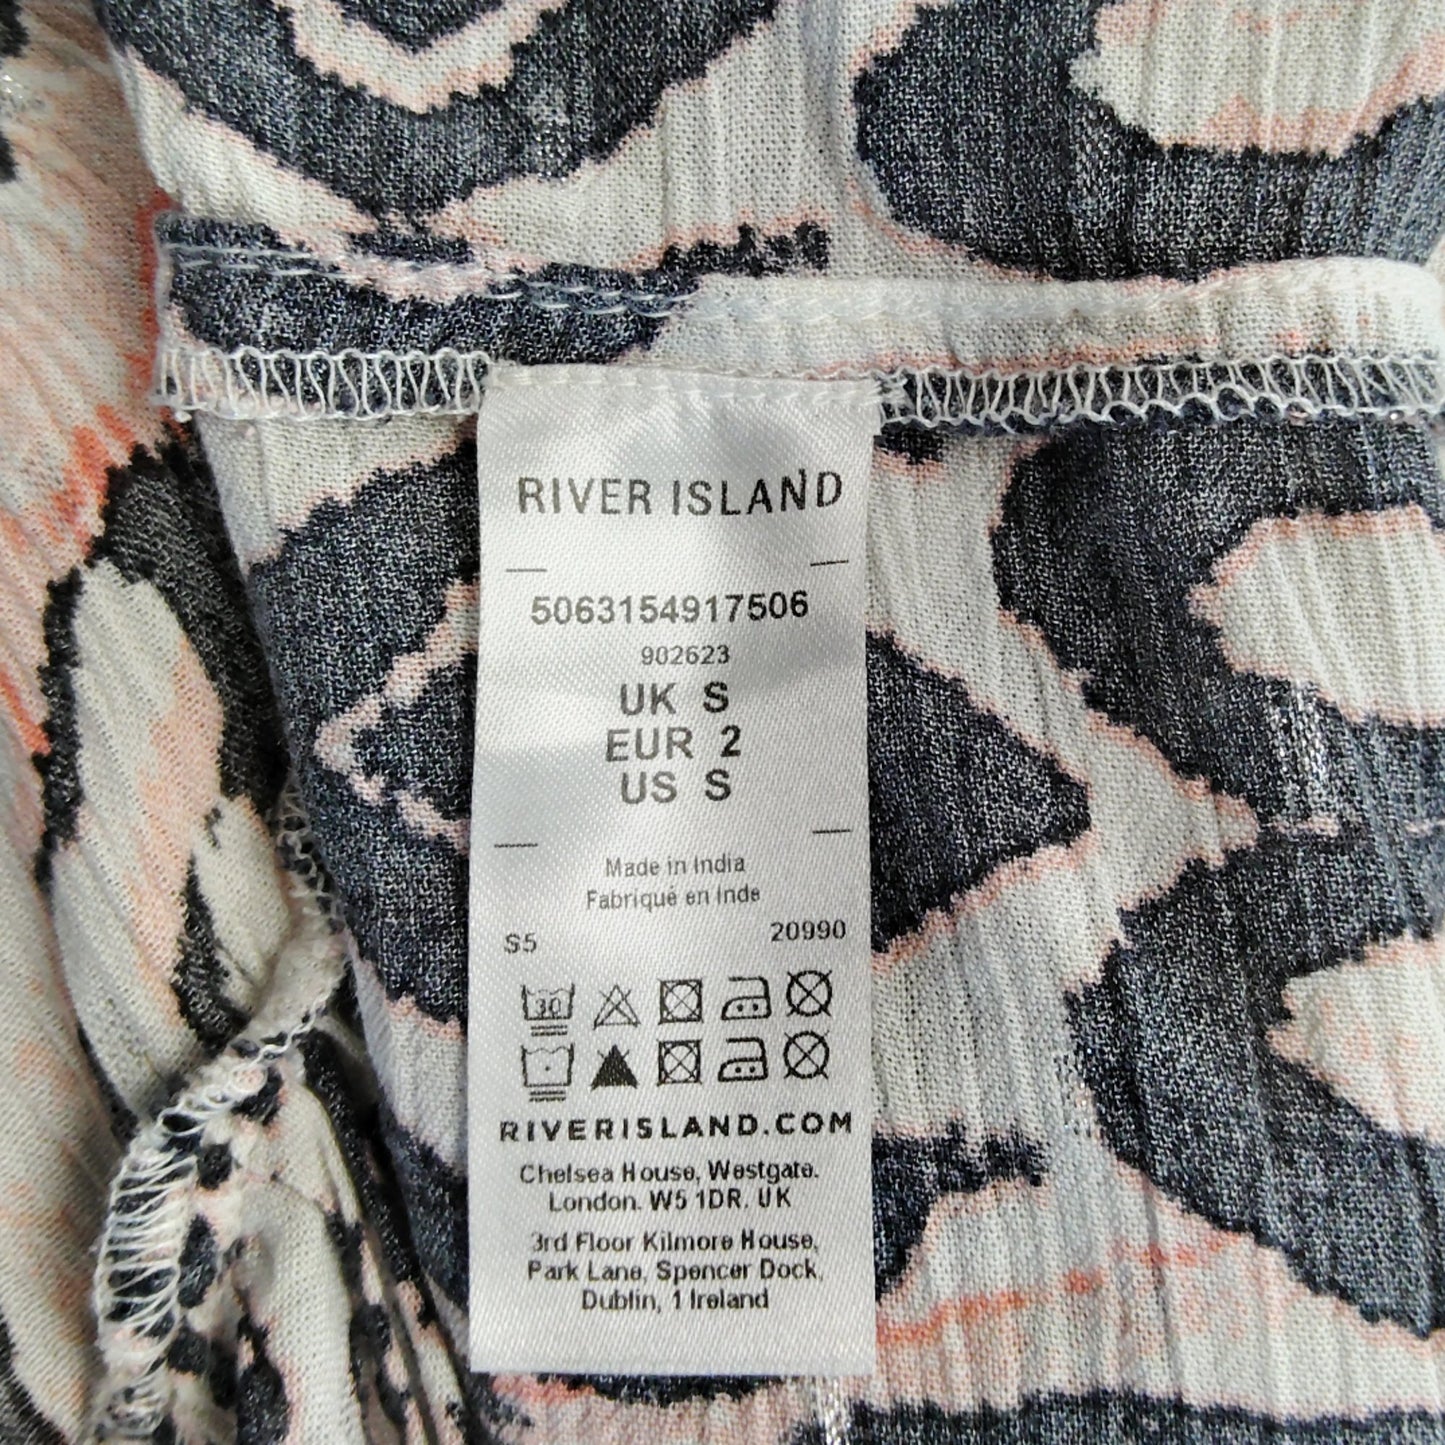 RIVER ISLAND
5063154917506
902623
UK S
EUR 2
US S
Made in India
Fabriqué en Inde
S5 20990
30
RIVERISLAND.COM
Chelsea House, Westgate.
London. W5 1DR. UK
3rd Floor Kilmore House,
Park Lane, Spencer Dock,
Dublin, 1 Ireland